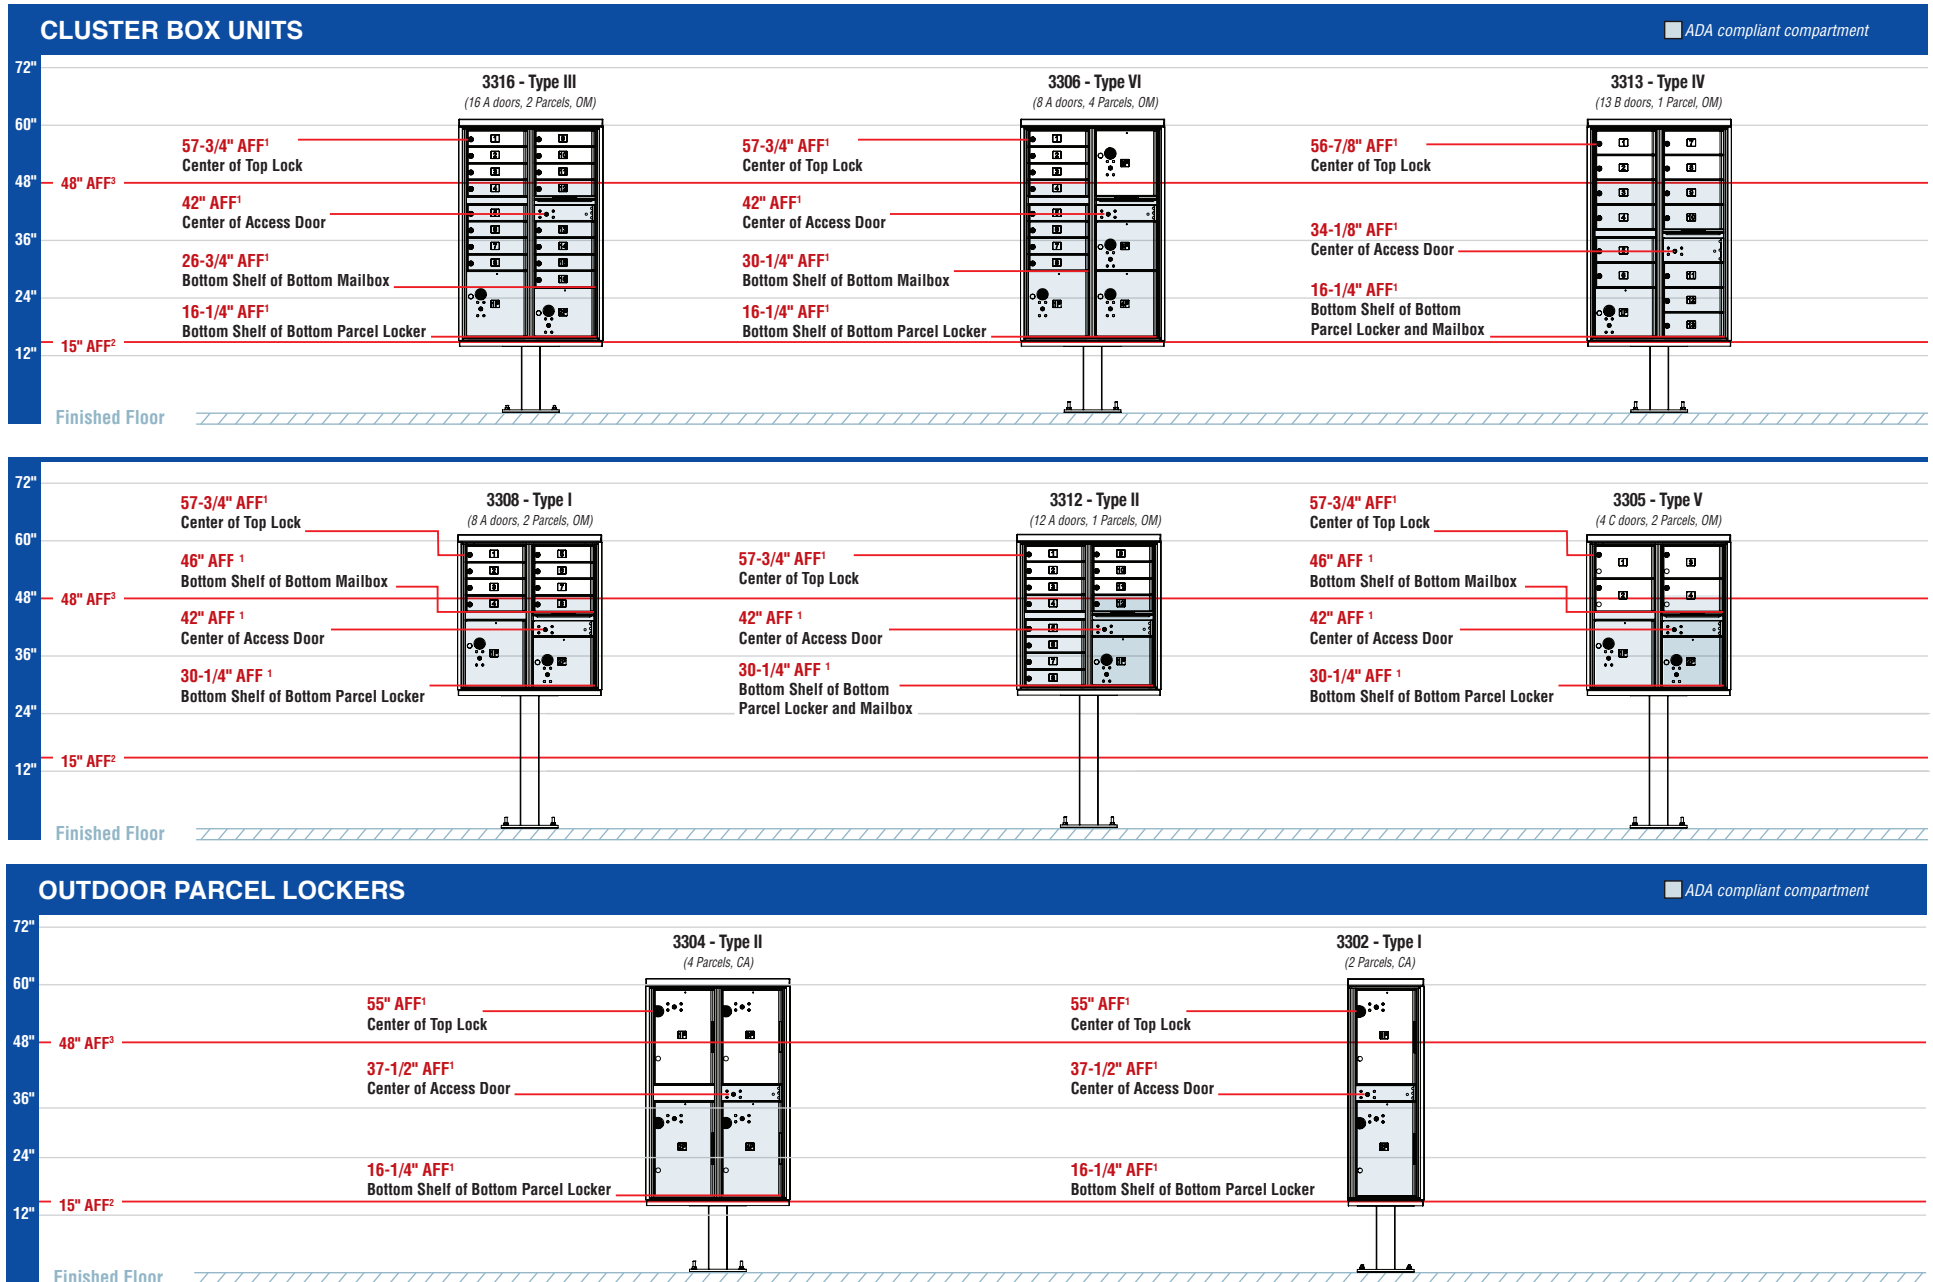 CLUSTER BOX UNITS
ADA compliant compartment
72"
60"
48"
36"
24"
12"
48" AFF³
15" AFF²
Finished Floor
3316 - Type III
(16 A doors, 2 Parcels, OM)
57-3/4" AFF¹
Center of Top Lock
42" AFF¹
Center of Access Door
26-3/4" AFF¹
Bottom Shelf of Bottom Mailbox
16-1/4" AFF¹
Bottom Shelf of Bottom Parcel Locker
3306 - Type VI
(8 A doors, 4 Parcels, OM)
57-3/4" AFF¹
Center of Top Lock
42" AFF¹
Center of Access Door
30-1/4" AFF¹
Bottom Shelf of Bottom Mailbox
16-1/4" AFF¹
Bottom Shelf of Bottom Parcel Locker
3313 - Type IV
(13 B doors, 1 Parcel, OM)
56-7/8" AFF¹
Center of Top Lock
34-1/8" AFF¹
Center of Access Door
16-1/4" AFF¹
Bottom Shelf of Bottom
Parcel Locker and Mailbox
72"
60"
48"
36"
24"
12"
48" AFF³
15" AFF²
Finished Floor
3308 - Type I
(8 A doors, 2 Parcels, OM)
57-3/4" AFF¹
Center of Top Lock
46" AFF ¹
Bottom Shelf of Bottom Mailbox
42" AFF ¹
Center of Access Door
30-1/4" AFF ¹
Bottom Shelf of Bottom Parcel Locker
3312 - Type II
(12 A doors, 1 Parcels, OM)
57-3/4" AFF¹
Center of Top Lock
42" AFF ¹
Center of Access Door
30-1/4" AFF ¹
Bottom Shelf of Bottom
Parcel Locker and Mailbox
3305 - Type V
(4 C doors, 2 Parcels, OM)
57-3/4" AFF¹
Center of Top Lock
46" AFF ¹
Bottom Shelf of Bottom Mailbox
42" AFF ¹
Center of Access Door
30-1/4" AFF ¹
Bottom Shelf of Bottom Parcel Locker
OUTDOOR PARCEL LOCKERS
ADA compliant compartment
72"
60"
48"
36"
24"
12"
48" AFF³
15" AFF²
Finished Floor
3304 - Type II
(4 Parcels, CA)
55" AFF¹
Center of Top Lock
37-1/2" AFF¹
Center of Access Door
16-1/4" AFF¹
Bottom Shelf of Bottom Parcel Locker
3302 - Type I
(2 Parcels, CA)
55" AFF¹
Center of Top Lock
37-1/2" AFF¹
Center of Access Door
16-1/4" AFF¹
Bottom Shelf of Bottom Parcel Locker